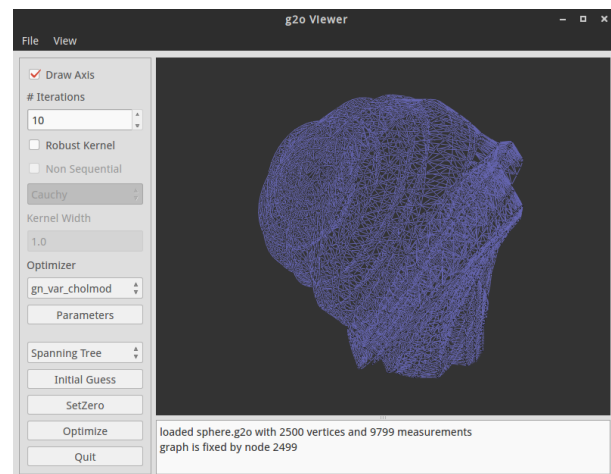 g2o Viewer
File View
Draw Axis
# Iterations
10
Robust Kernel
Non Sequential
Cauchy
Kernel Width
1.0
Optimizer
gn_var_cholmod
Parameters
Spanning Tree
Initial Guess
SetZero
Optimize
Quit
loaded sphere.g2o with 2500 vertices and 9799 measurements
graph is fixed by node 2499